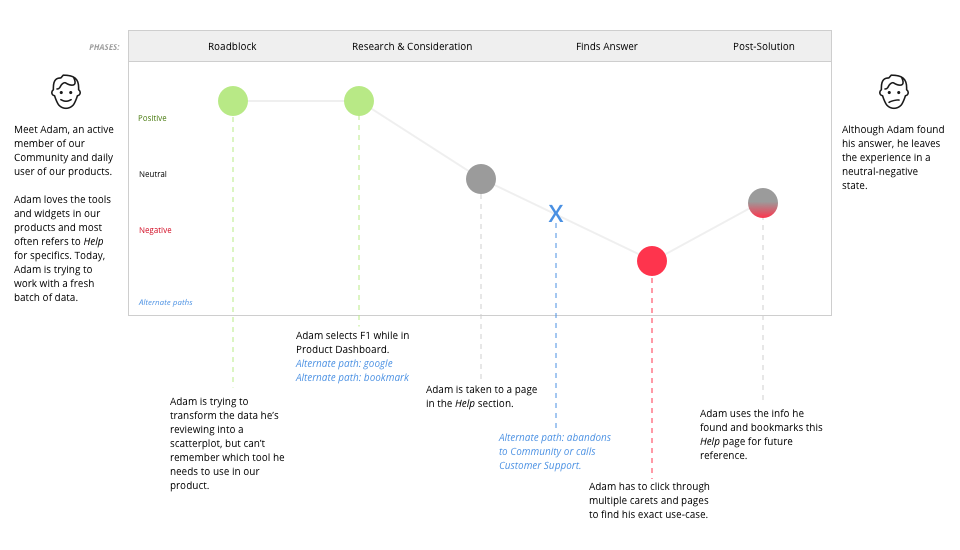 PHASES:
Roadblock
Research & Consideration
Finds Answer
Post-Solution
Meet Adam, an active
member of our
Community and daily
user of our products.
Adam loves the tools
and widgets in our
products and most
often refers to Help
for specifics. Today,
Adam is trying to
work with a fresh
batch of data.
Positive
Neutral
Negative
Alternate paths
X
Although Adam found
his answer, he leaves
the experience in a
neutral-negative
state.
Adam is trying to
transform the data he's
reviewing into a
scatterplot, but can't
remember which tool he
needs to use in our
product.
Adam selects F1 while in
Product Dashboard.
Alternate path: google
Alternate path: bookmark
Adam is taken to a page
in the Help section.
Alternate path: abandons
to Community or calls
Customer Support.
Adam has to click through
multiple carets and pages
to find his exact use-case.
Adam uses the info he
found and bookmarks this
Help page for future
reference.